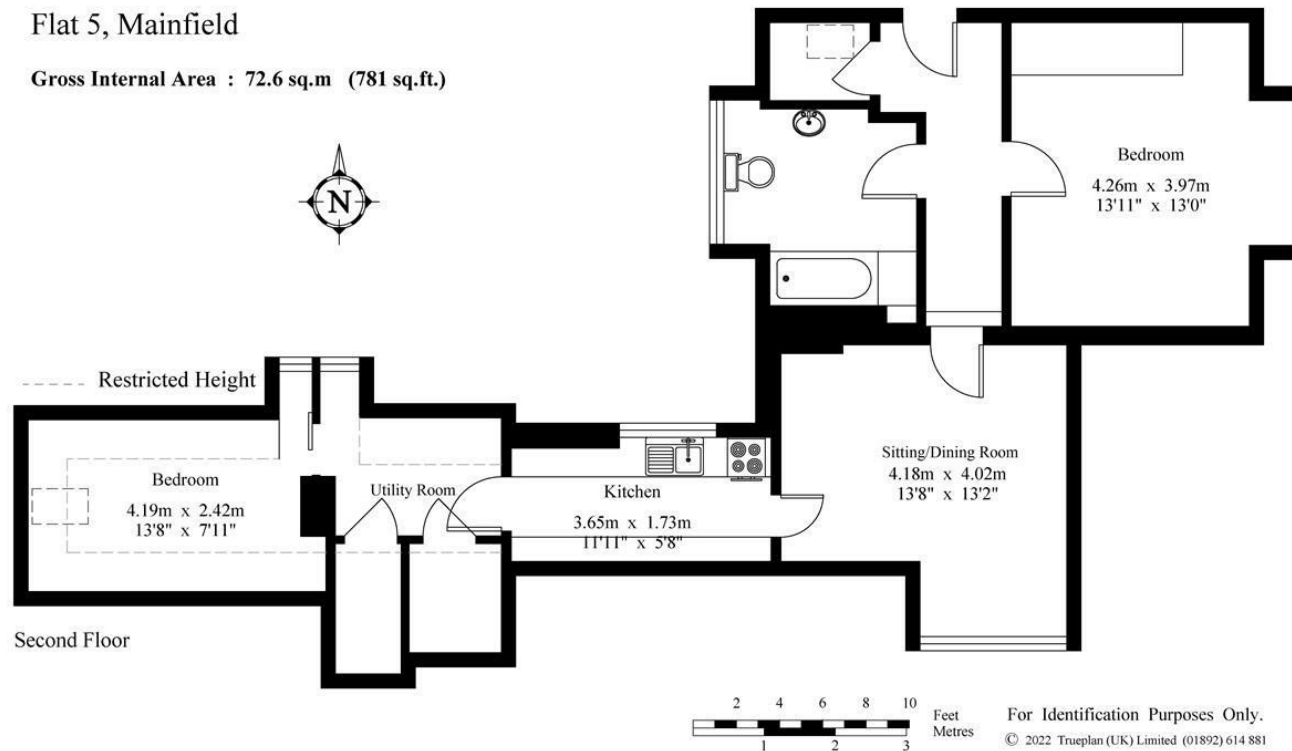 Flat 5, Mainfield
Gross Internal Area : 72.6 sq.m (781 sq.ft.)
N
Bedroom
4.26m x 3.97m
13'11" x 13'0"
Restricted Height
Bedroom
4.19m x 2.42m
13'8" x 7'11"
Utility Room
Kitchen
3.65m x 1.73m
11'11" x 5'8"
Sitting/Dining Room
4.18m x 4.02m
13'8" x 13'2"
Second Floor
2 4 6 8 10
Feet
Metres
1 2 3
For Identification Purposes Only.
© 2022 Trueplan (UK) Limited (01892) 614 881